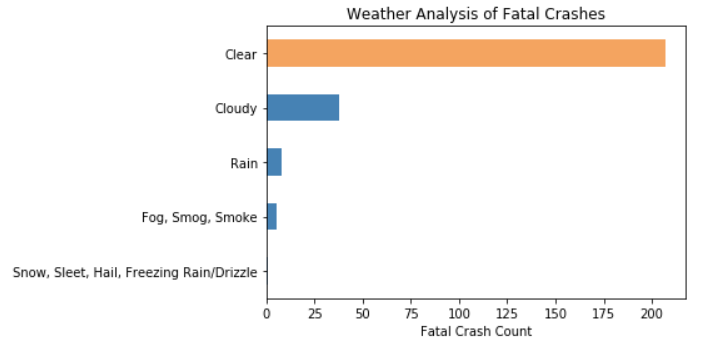 Weather Analysis of Fatal Crashes
Clear
Cloudy
Rain
Fog, Smog, Smoke
Snow, Sleet, Hail, Freezing Rain/Drizzle
0 25 50 75 100 125 150 175 200
Fatal Crash Count